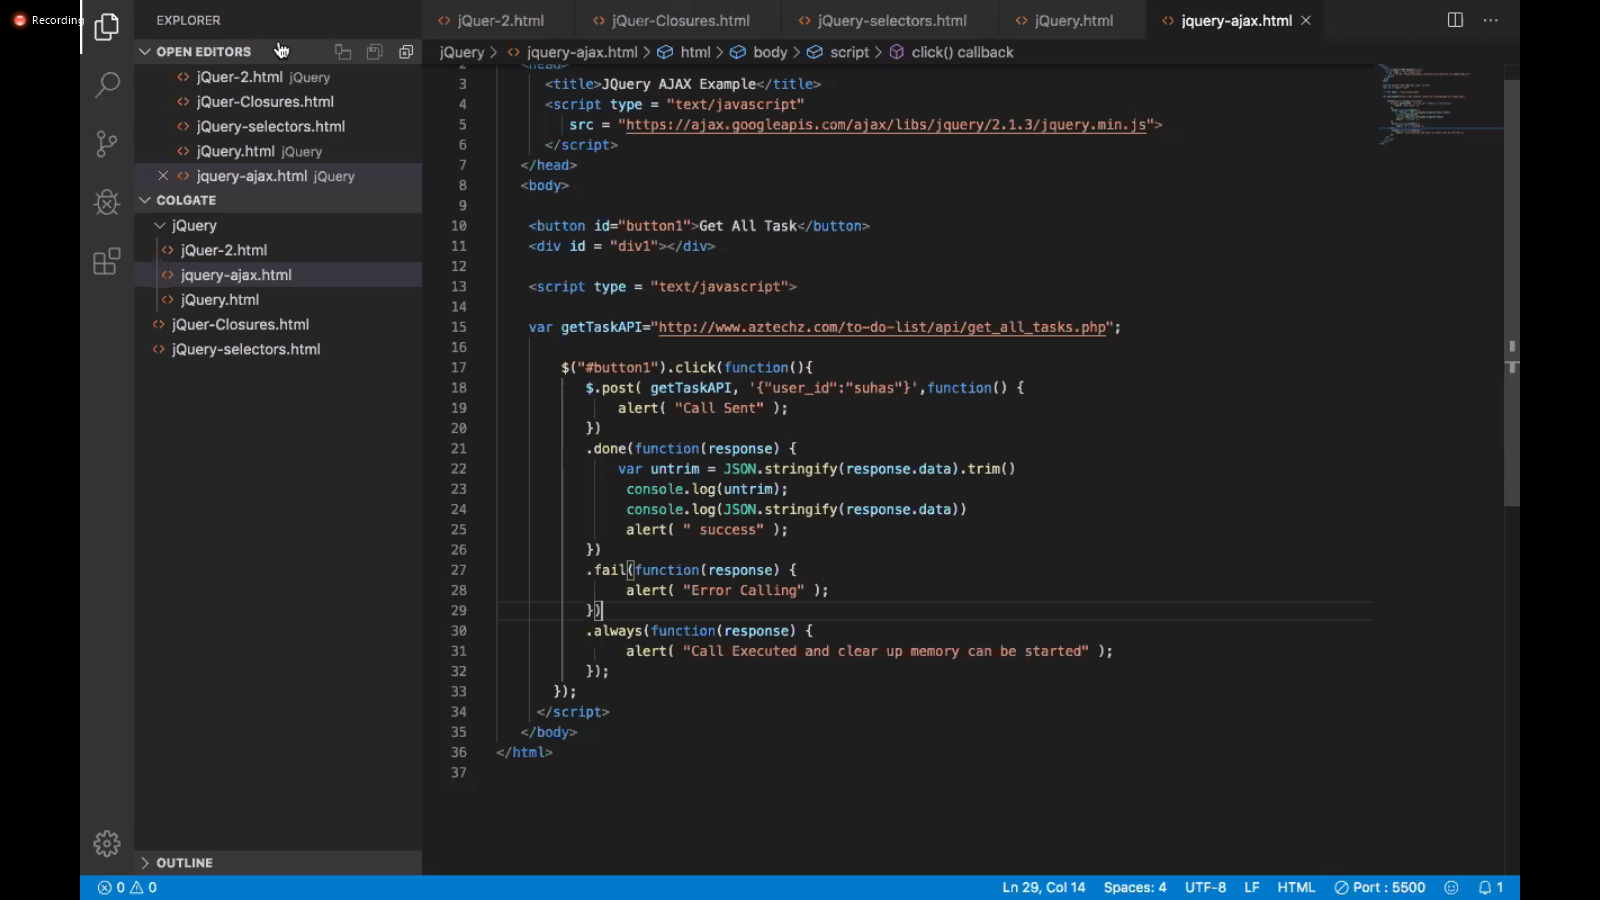 Recording
EXPLORER
OPEN EDITORS
jQuer-2.html jQuery
jQuer-Closures.html
jQuery-selectors.html
jQuery.html jQuery
jquery-ajax.html jQuery
COLGATE
jQuery
jQuer-2.html
jquery-ajax.html
jQuery.html
jQuer-Closures.html
jQuery-selectors.html
OUTLINE
jQuer-2.html jQuer-Closures.html jQuery-selectors.html jQuery.html jquery-ajax.html
jQuery > jquery-ajax.html > html > body > script > click() callback
2 <head>
3 <title>JQuery AJAX Example</title>
4 <script type = "text/javascript"
5 src = "https://ajax.googleapis.com/ajax/libs/jquery/2.1.3/jquery.min.js">
6 </script>
7 </head>
8 <body>
9
10 <button id="button1">Get All Task</button>
11 <div id = "div1"></div>
12
13 <script type = "text/javascript">
14
15 var getTaskAPI="http://www.aztechz.com/to-do-list/api/get_all_tasks.php";
16
17 $("#button1").click(function(){
18 $.post( getTaskAPI, '{"user_id":"suhas"}',function() {
19 alert( "Call Sent" );
20 })
21 .done(function(response) {
22 var untrim = JSON.stringify(response.data).trim()
23 console.log(untrim);
24 console.log(JSON.stringify(response.data))
25 alert( " success" );
26 })
27 .fail(function(response) {
28 alert( "Error Calling" );
29 })
30 .always(function(response) {
31 alert( "Call Executed and clear up memory can be started" );
32 });
33 });
34 </script>
35 </body>
36 </html>
37
0 0 Ln 29, Col 14 Spaces: 4 UTF-8 LF HTML Port : 5500 1